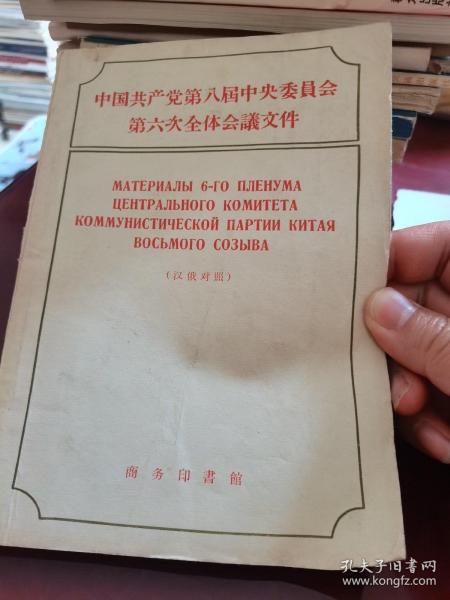 中国共产党第八屆中央委員会
第六次全体会議文件
МАТЕРИАЛЫ 6-ГО ПЛЕНУМА
ЦЕНТРАЛЬНОГО КОМИТЕТА
КОММУНИСТИЧЕСКОЙ ПАРТИИ КИТАЯ
ВОСЬМОГО СОЗЫВА
(汉俄对照)
商务印書館
孔夫子旧书网
www.kongfz.com